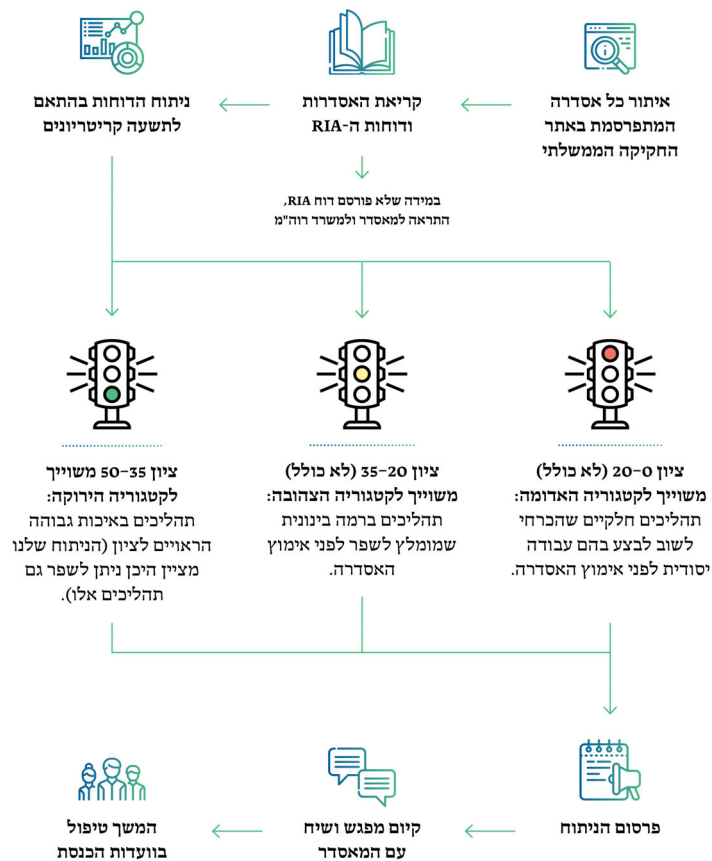 איתור כל אסדרה
המתפרסמת באתר
החקיקה הממשלתי
קריאת האסדרות
ודוחות ה-RIA
ניתוח הדוחות בהתאם
לתשעה קריטריונים
במידה שלא פורסם דוח RIA,
התראה למאסדר ולמשרד רוה"מ
ציון 0–20 (לא כולל)
משוייך לקטגוריה האדומה:
תהליכים חלקיים שהכרחי
לשוב לבצע בהם עבודה
יסודית לפני אימוץ האסדרה.
ציון 20–35 (לא כולל)
משוייך לקטגוריה הצהובה:
תהליכים ברמה בינונית
שמומלץ לשפר לפני אימוץ
האסדרה.
ציון 35–50 משוייך
לקטגוריה הירוקה:
תהליכים באיכות גבוהה
הראויים לציון (הניתוח שלנו
מציין היכן ניתן לשפר גם
תהליכים אלו).
פרסום הניתוח
קיום מפגש ושיח
עם המאסדר
המשך טיפול
בוועדות הכנסת